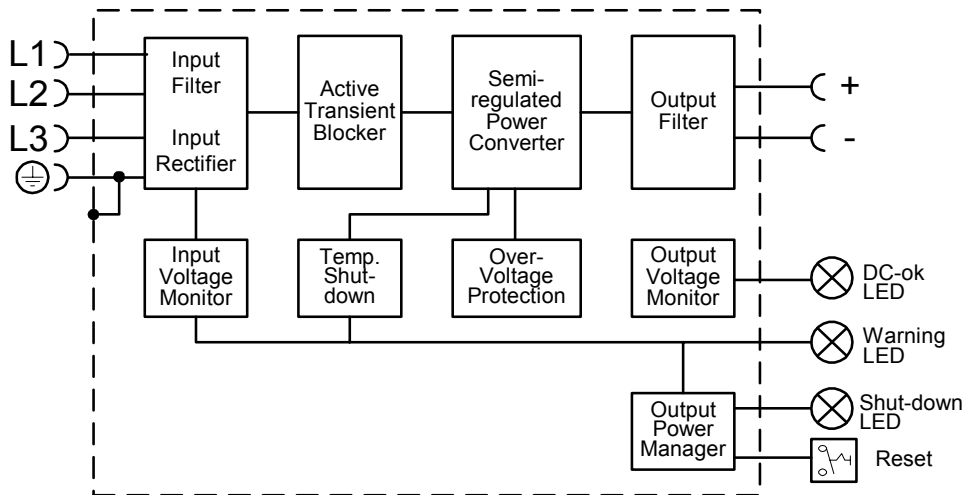 L1
L2
L3
Input
Filter
Input
Rectifier
Active
Transient
Blocker
Semi-
regulated
Power
Converter
Output
Filter
+
-
Input
Voltage
Monitor
Temp.
Shut-
down
Over-
Voltage
Protection
Output
Voltage
Monitor
DC-ok
LED
Warning
LED
Output
Power
Manager
Shut-down
LED
Reset